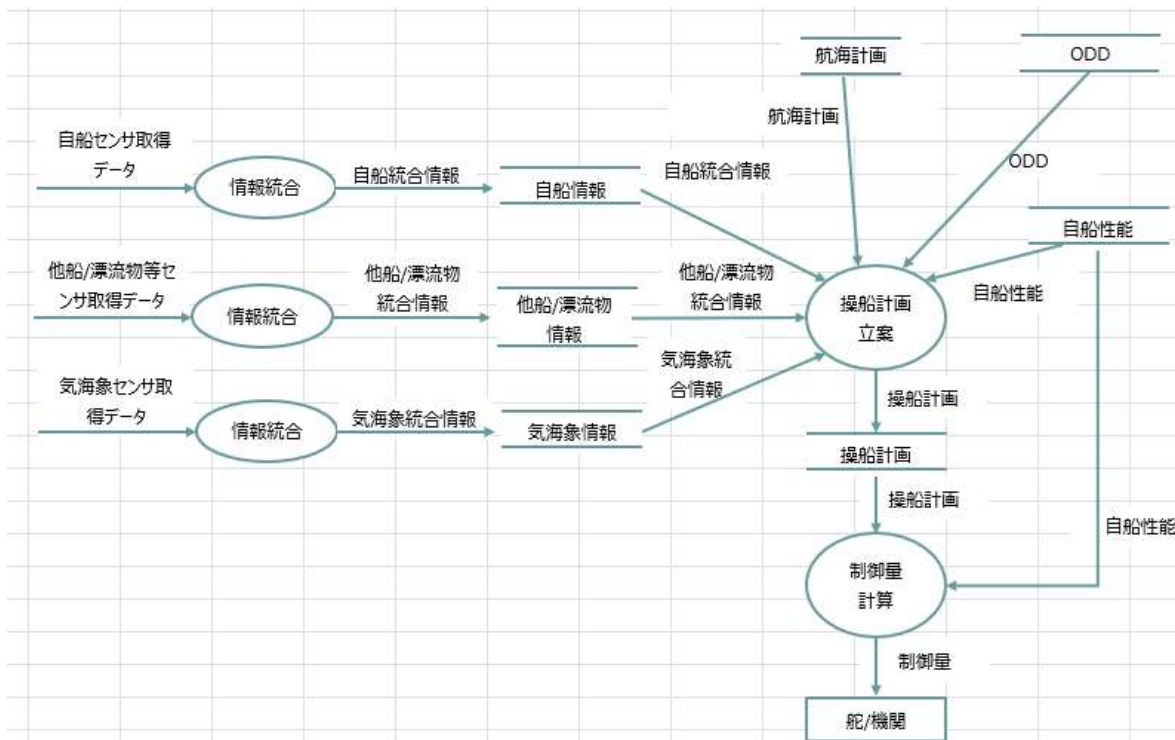 航海計画
ODD
航海計画
ODD
自船センサ取得
データ
情報統合
自船統合情報
自船情報
自船統合情報
自船性能
自船性能
他船/漂流物等セ
ンサ取得データ
情報統合
他船/漂流物
統合情報
他船/漂流物
情報
他船/漂流物
統合情報
操船計画
立案
気海象センサ取
得データ
情報統合
気海象統合情報
気海象情報
気海象統
合情報
操船計画
操船計画
操船計画
自船性能
制御量
計算
制御量
舵/機関